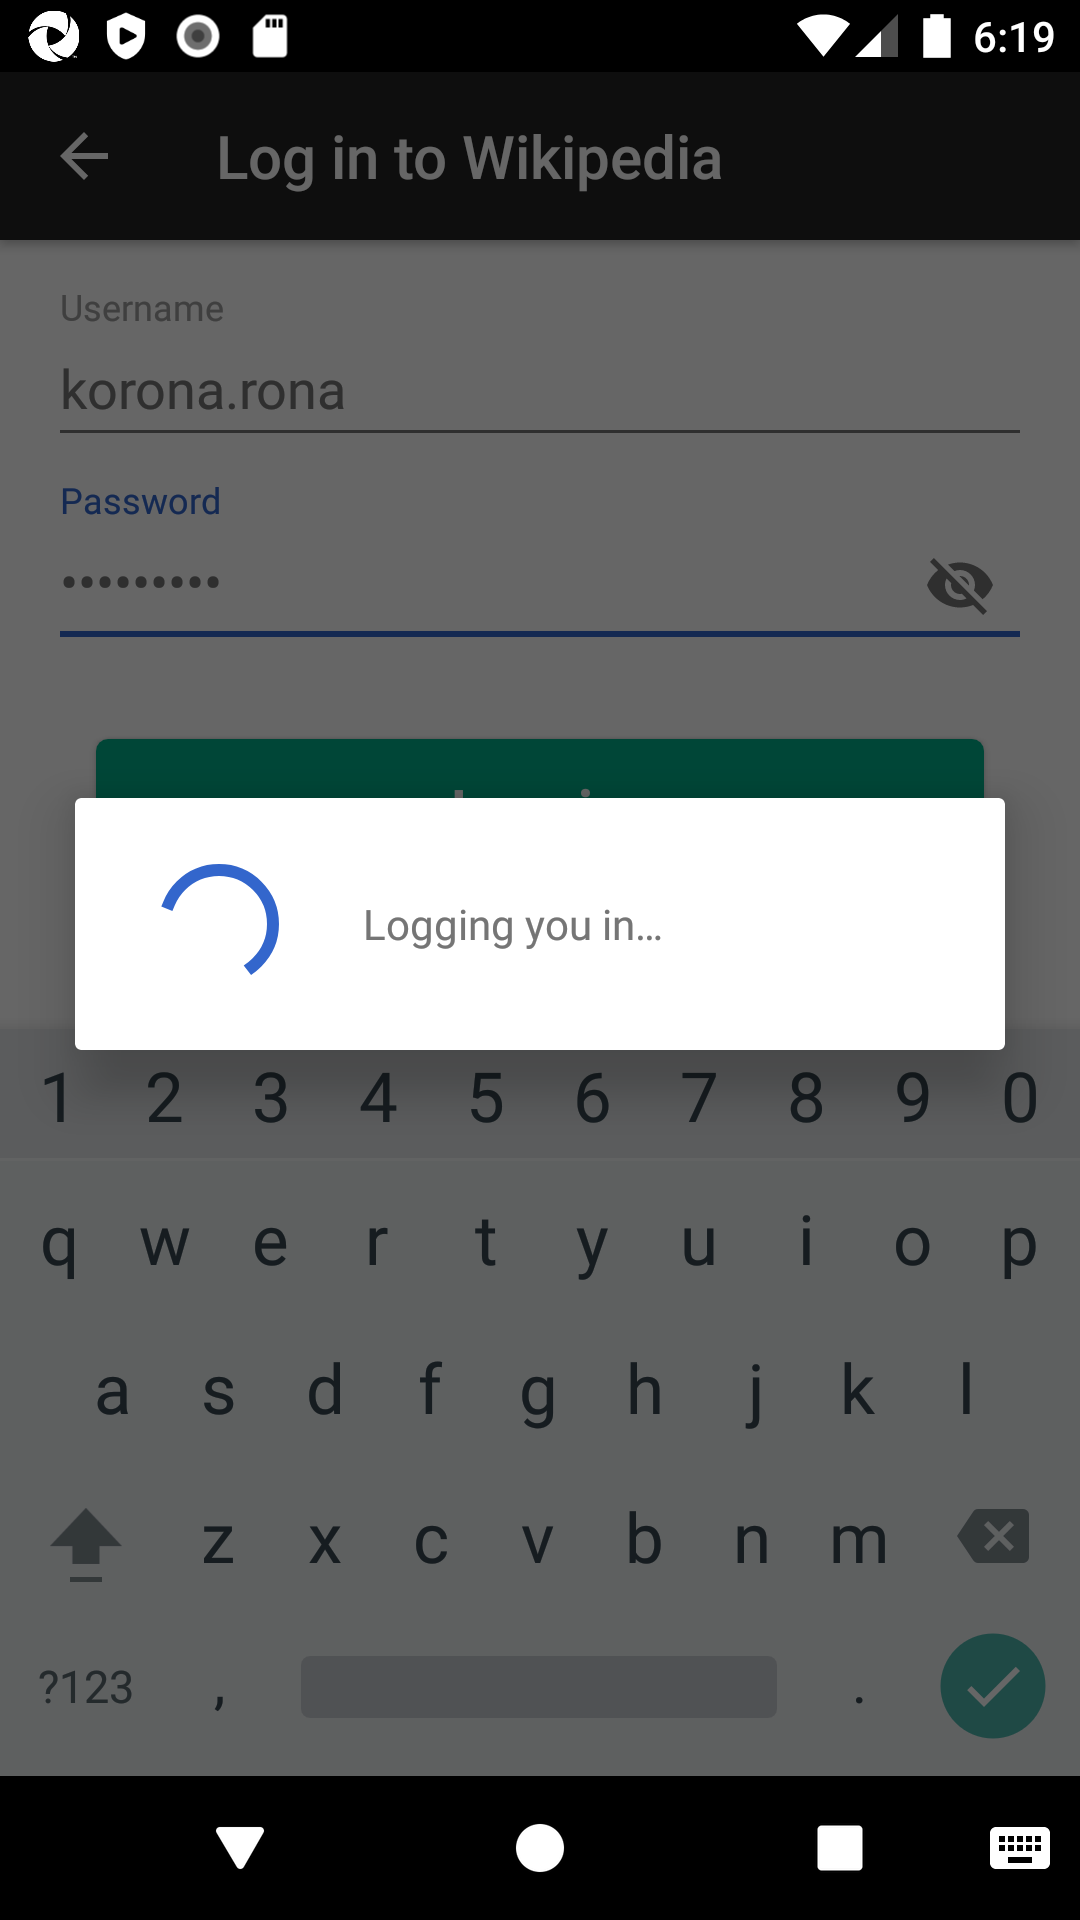 6:19
Log in to Wikipedia
Username
korona.rona
Password
•••••••••
Logging you in…
1 2 3 4 5 6 7 8 9 0
q w e r t y u i o p
a s d f g h j k l
z x c v b n m
?123 , .